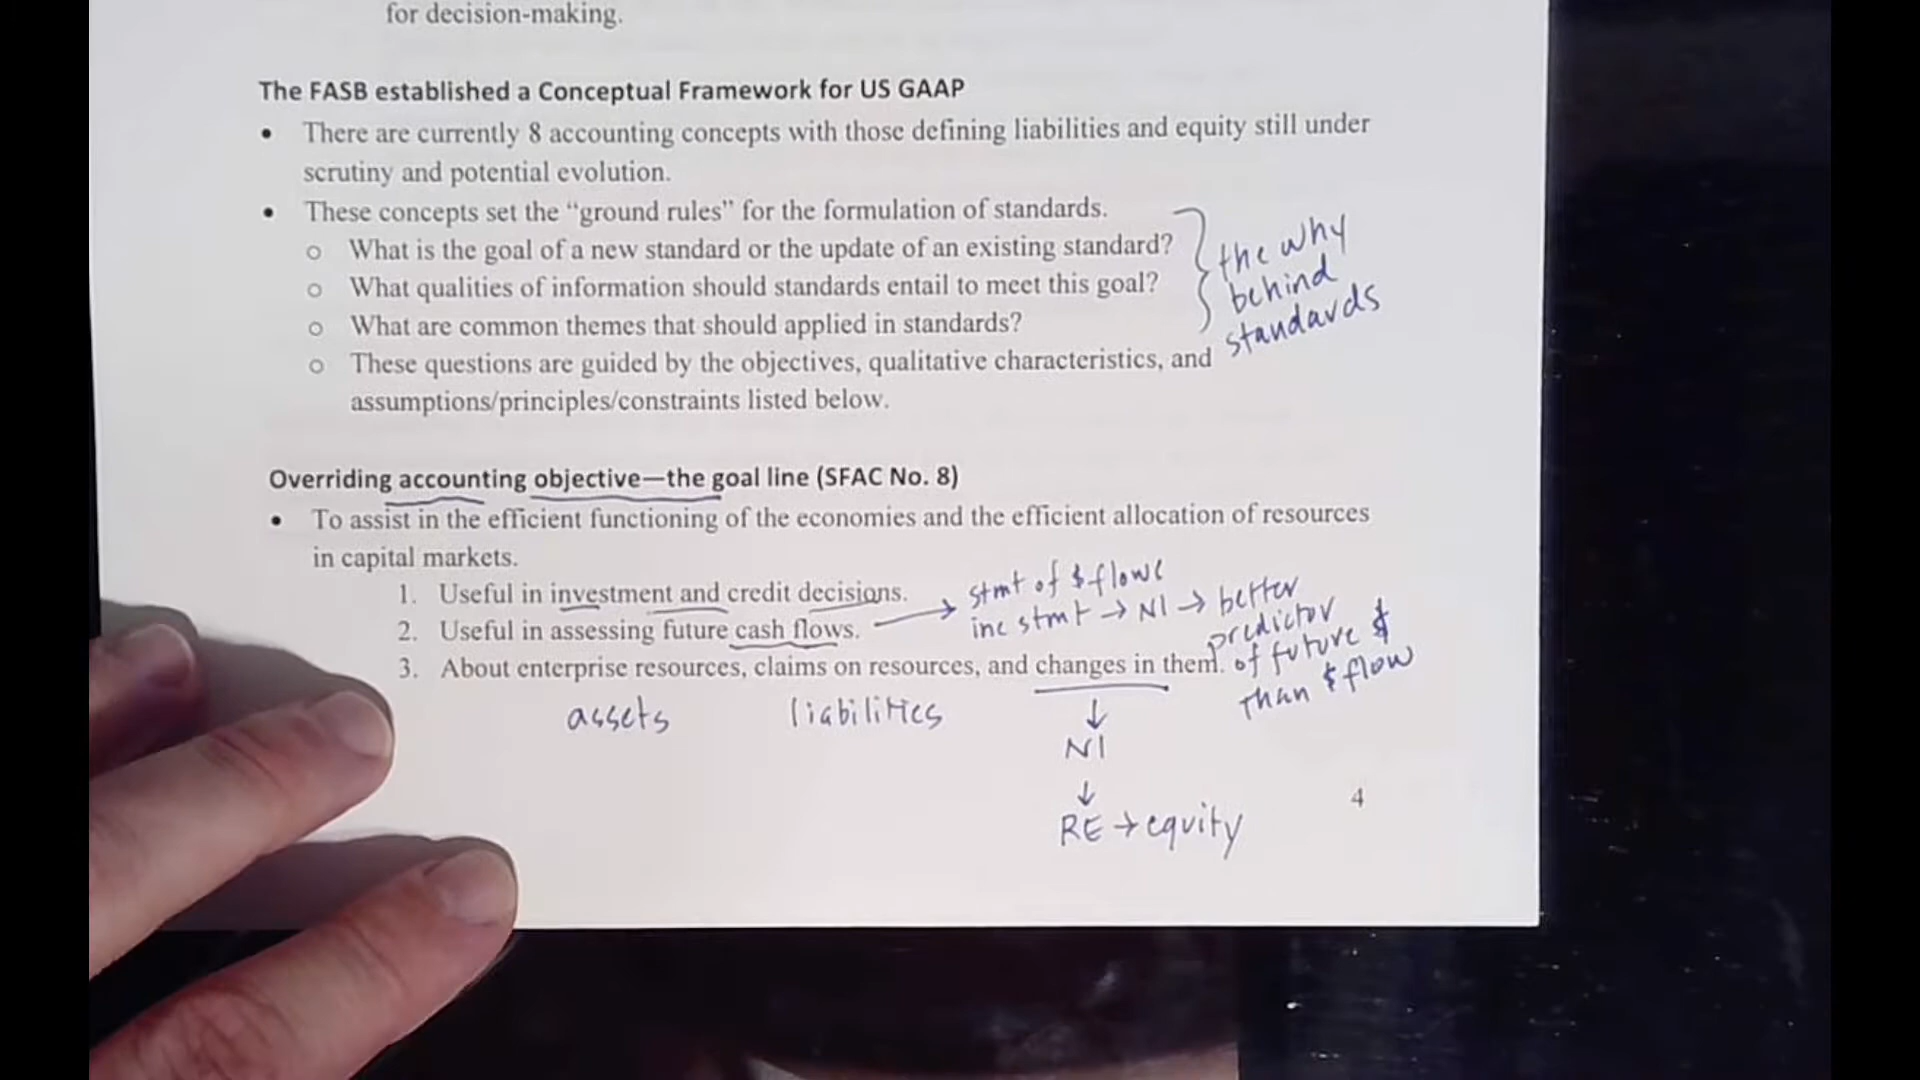 for decision-making.
The FASB established a Conceptual Framework for US GAAP
• There are currently 8 accounting concepts with those defining liabilities and equity still under
scrutiny and potential evolution.
• These concepts set the “ground rules” for the formulation of standards.
o What is the goal of a new standard or the update of an existing standard?
o What qualities of information should standards entail to meet this goal?
o What are common themes that should applied in standards?
o These questions are guided by the objectives, qualitative characteristics, and
assumptions/principles/constraints listed below.
the why
behind
standards
Overriding accounting objective—the goal line (SFAC No. 8)
• To assist in the efficient functioning of the economies and the efficient allocation of resources
in capital markets.
1. Useful in investment and credit decisions.
2. Useful in assessing future cash flows.
→ stmt of $ flows
inc stmt → NI → better
predictor
of future $
than $ flow
3. About enterprise resources, claims on resources, and changes in them.
assets liabilities ↓
NI
↓
RE → equity
4